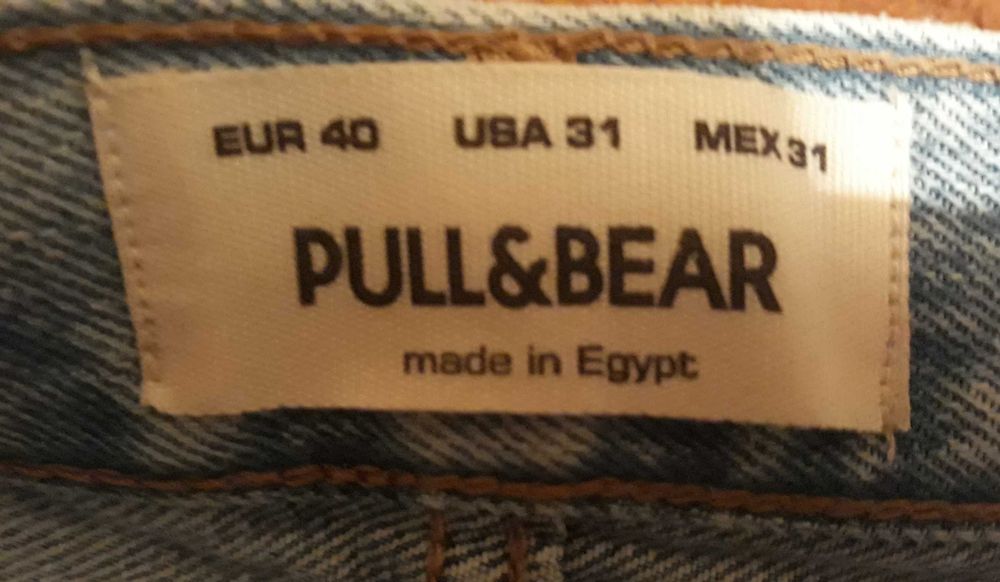 EUR 40 USA 31 MEX 31
PULL&BEAR
made in Egypt